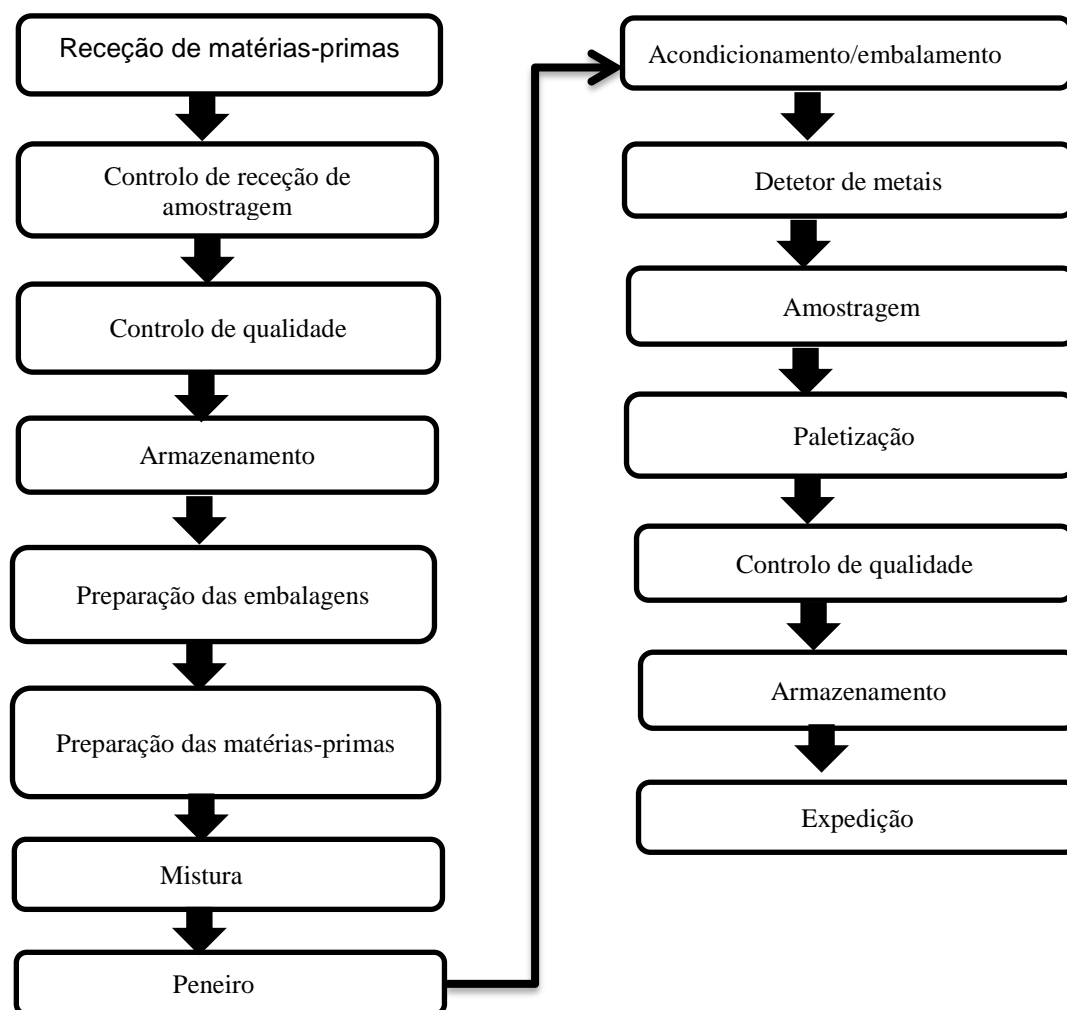 Receção de matérias-primas
Controlo de receção de
amostragem
Controlo de qualidade
Armazenamento
Preparação das embalagens
Preparação das matérias-prima
Mistura
Peneiro
Acondicionamento/embalamento
Detetor de metais
Amostragem
Paletização
Controlo de qualidade
Armazenamento
Expedição